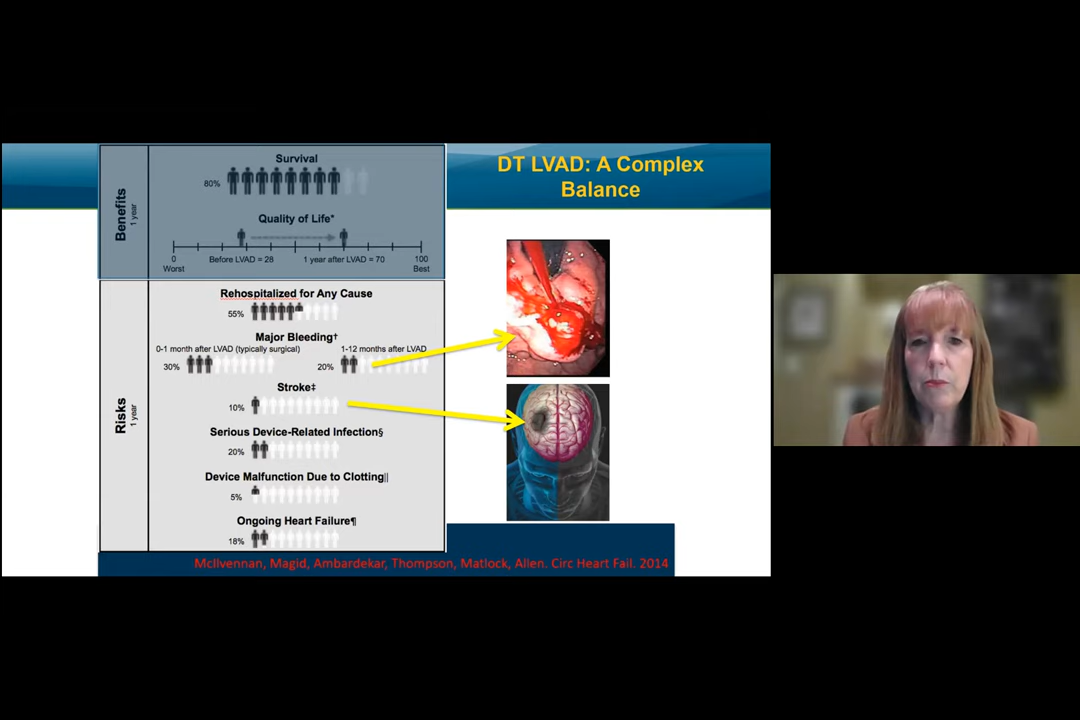 DT LVAD: A Complex
Balance
Benefits
1 year
Survival
80%
Quality of Life*
0
Worst
Before LVAD = 28
1 year after LVAD = 70
100
Best
Risks
1 year
Rehospitalized for Any Cause
55%
Major Bleeding†
0-1 month after LVAD (typically surgical)
1-12 months after LVAD
30%
20%
Stroke‡
10%
Serious Device-Related Infection§
20%
Device Malfunction Due to Clotting||
5%
Ongoing Heart Failure¶
18%
McIlvennan, Magid, Ambardekar, Thompson, Matlock, Allen. Circ Heart Fail. 2014